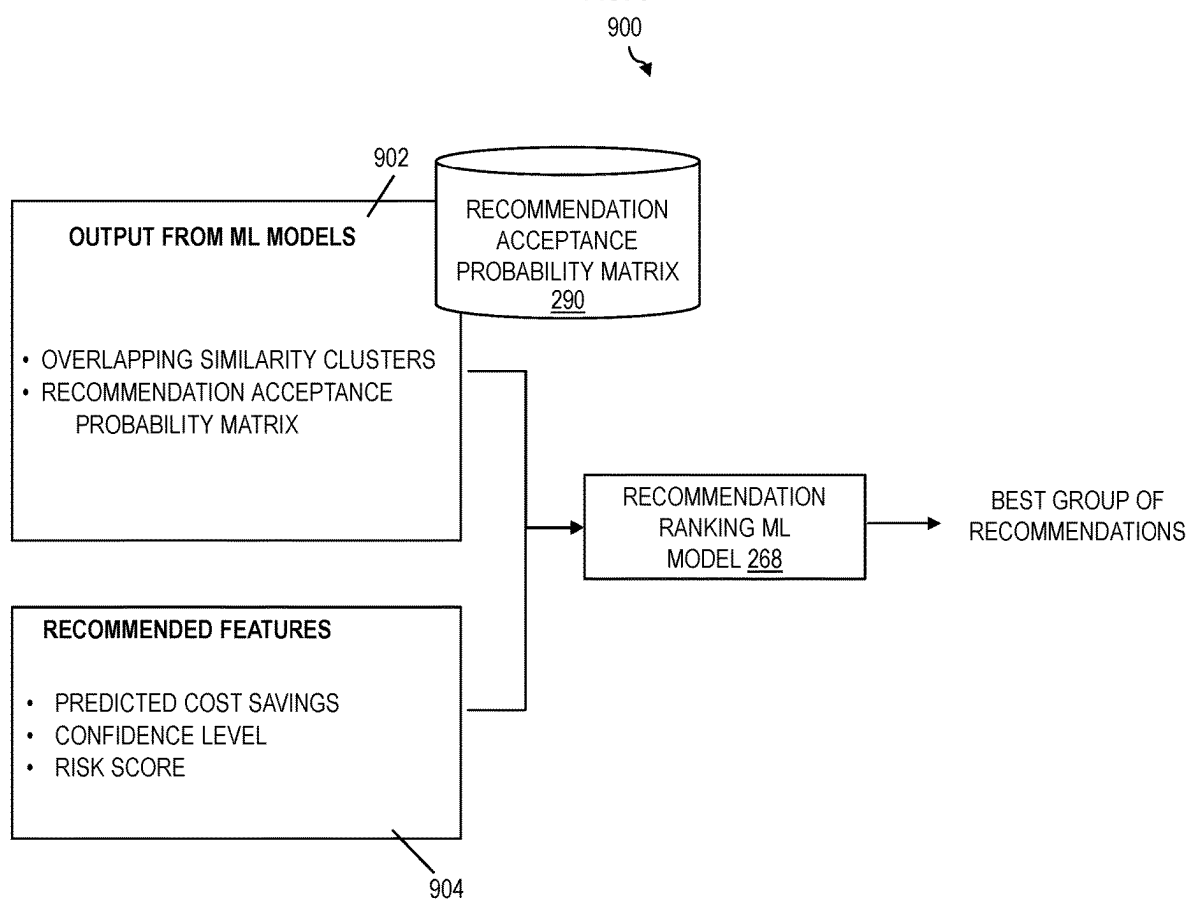 900
902
RECOMMENDATION
ACCEPTANCE
PROBABILITY MATRIX
290
OUTPUT FROM ML MODELS
• OVERLAPPING SIMILARITY CLUSTERS
• RECOMMENDATION ACCEPTANCE
PROBABILITY MATRIX
RECOMMENDATION
RANKING ML
MODEL 268
BEST GROUP OF
RECOMMENDATIONS
RECOMMENDED FEATURES
• PREDICTED COST SAVINGS
• CONFIDENCE LEVEL
• RISK SCORE
904